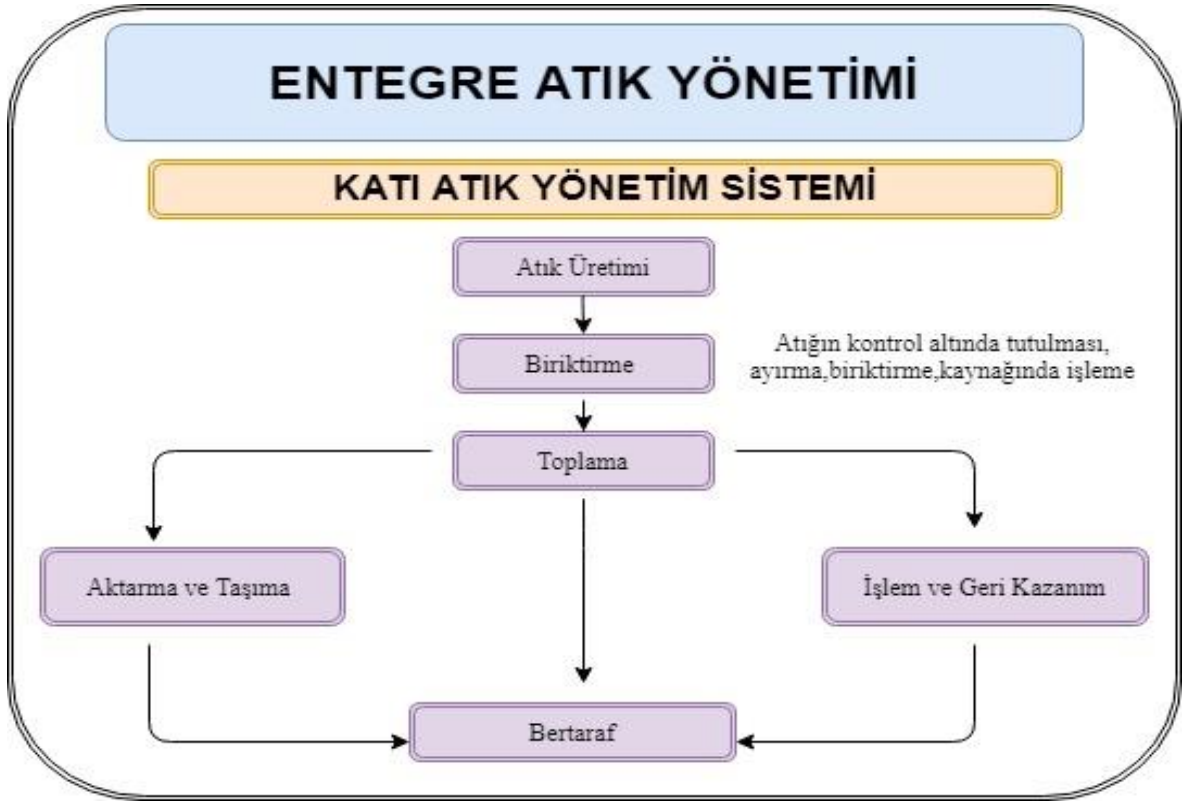 ENTEGRE ATIK YÖNETİMİ
KATI ATIK YÖNETİM SİSTEMİ
Atık Üretimi
Biriktirme
Atığın kontrol altında tutulması,
ayırma,biriktirme,kaynağında işleme
Toplama
Aktarma ve Taşıma
İşlem ve Geri Kazanım
Bertaraf